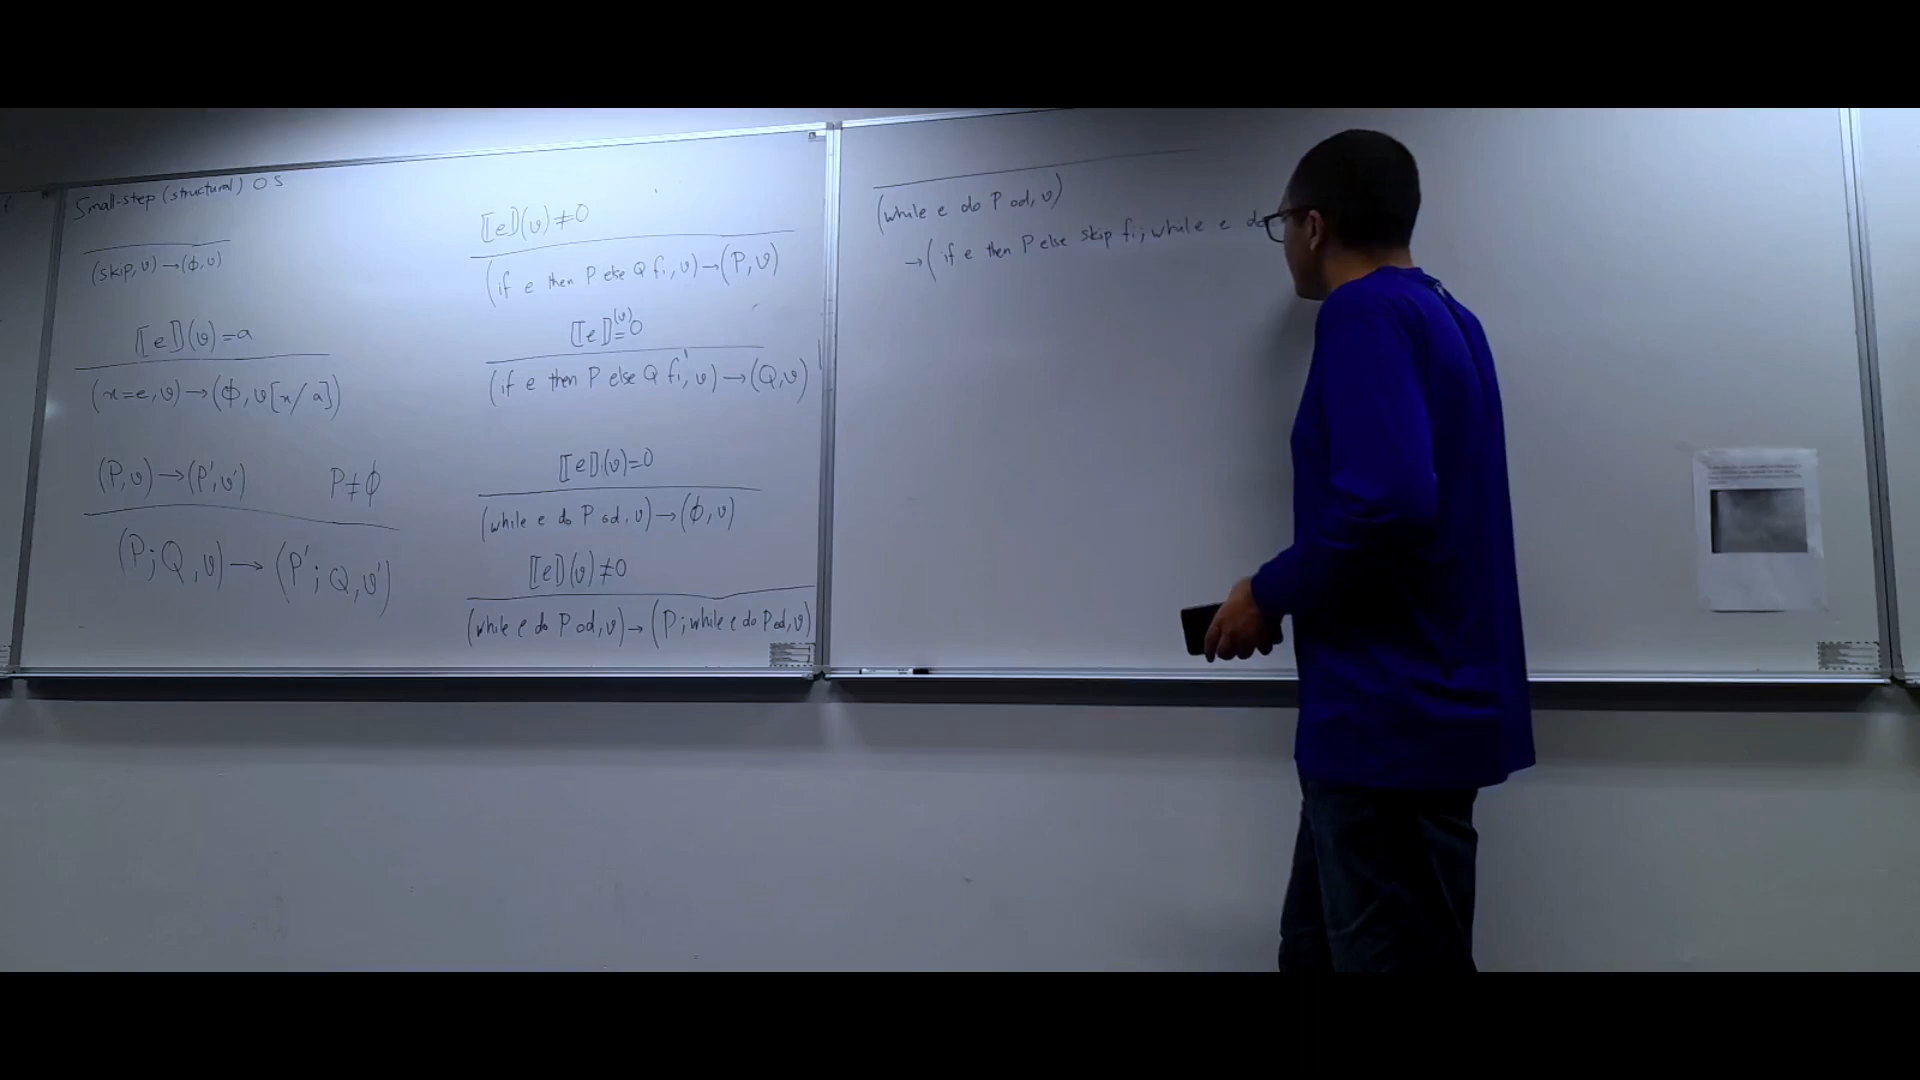 Small-step (structural) OS
(skip, v) → (ϕ, v)
⟦e⟧(v) = a
(x=e, v) → (ϕ, v[x/a])
(P, v) → (P', v') P ≠ ϕ
(P; Q, v) → (P'; Q, v')
⟦e⟧(v) ≠ 0
(if e then P else Q fi, v) → (P, v)
⟦e⟧(v) = 0
(if e then P else Q fi, v) → (Q, v)
⟦e⟧(v) = 0
(while e do P od, v) → (ϕ, v)
⟦e⟧(v) ≠ 0
(while e do P od, v) → (P; while e do P od, v)
(while e do P od, v)
→ (if e then P else skip fi; while e do